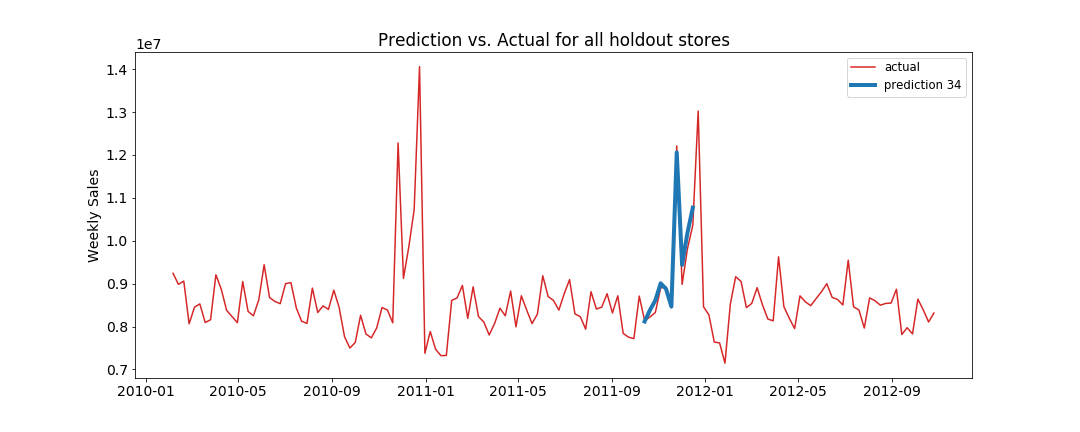 Prediction vs. Actual for all holdout stores
1e7
actual
prediction 34
1.4
1.3
1.2
1.1
1.0
0.9
0.8
0.7
Weekly Sales
2010-01 2010-05 2010-09 2011-01 2011-05 2011-09 2012-01 2012-05 2012-09